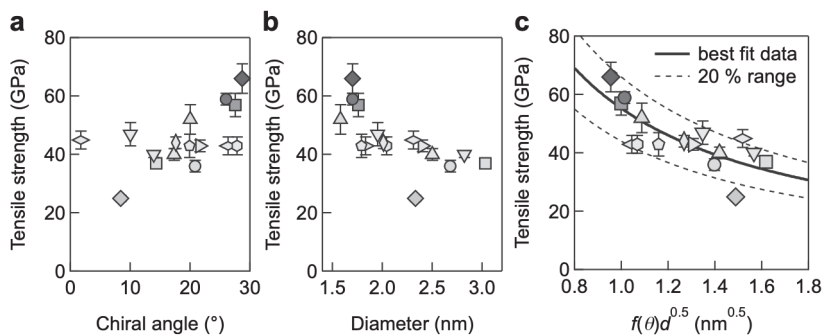 a
80
60
40
20
0
Tensile strength (GPa)
0
10
20
30
Chiral angle (°)
b
80
60
40
20
0
Tensile strength (GPa)
1.5
2.0
2.5
3.0
Diameter (nm)
c
80
60
40
20
0
Tensile strength (GPa)
best fit data
20 % range
0.8
1.0
1.2
1.4
1.6
1.8
f(θ)d^0.5 (nm^0.5)